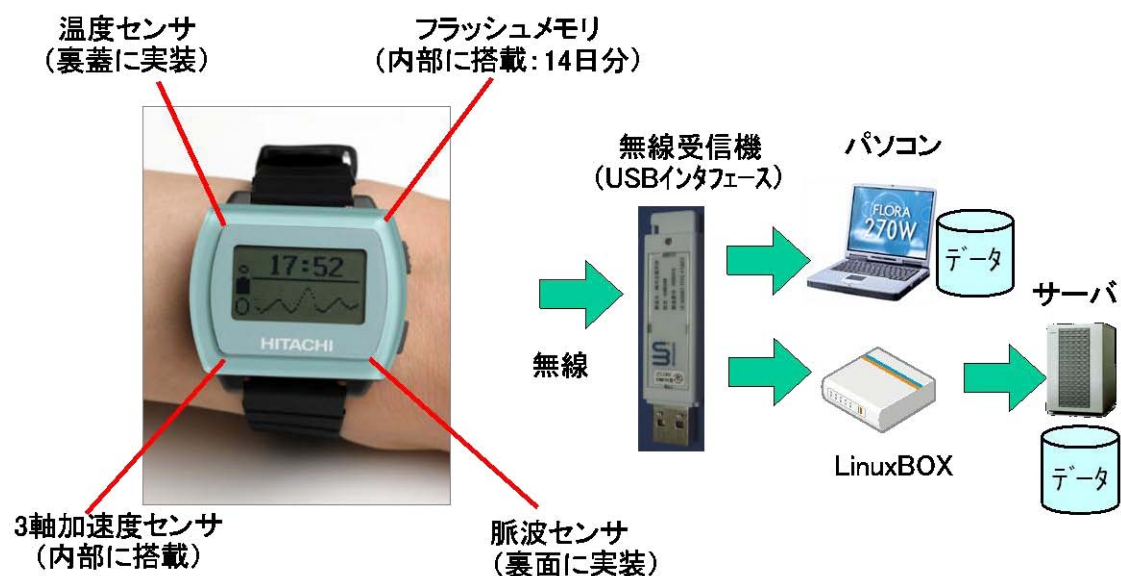 温度センサ
(裏蓋に実装)
フラッシュメモリ
(内部に搭載:14日分)
無線受信機
(USBインタフェース)
パソコン
FLORA
270W
データ
17:52
HITACHI
無線
サーバ
LinuxBOX
データ
3軸加速度センサ
(内部に搭載)
脈波センサ
(裏面に実装)